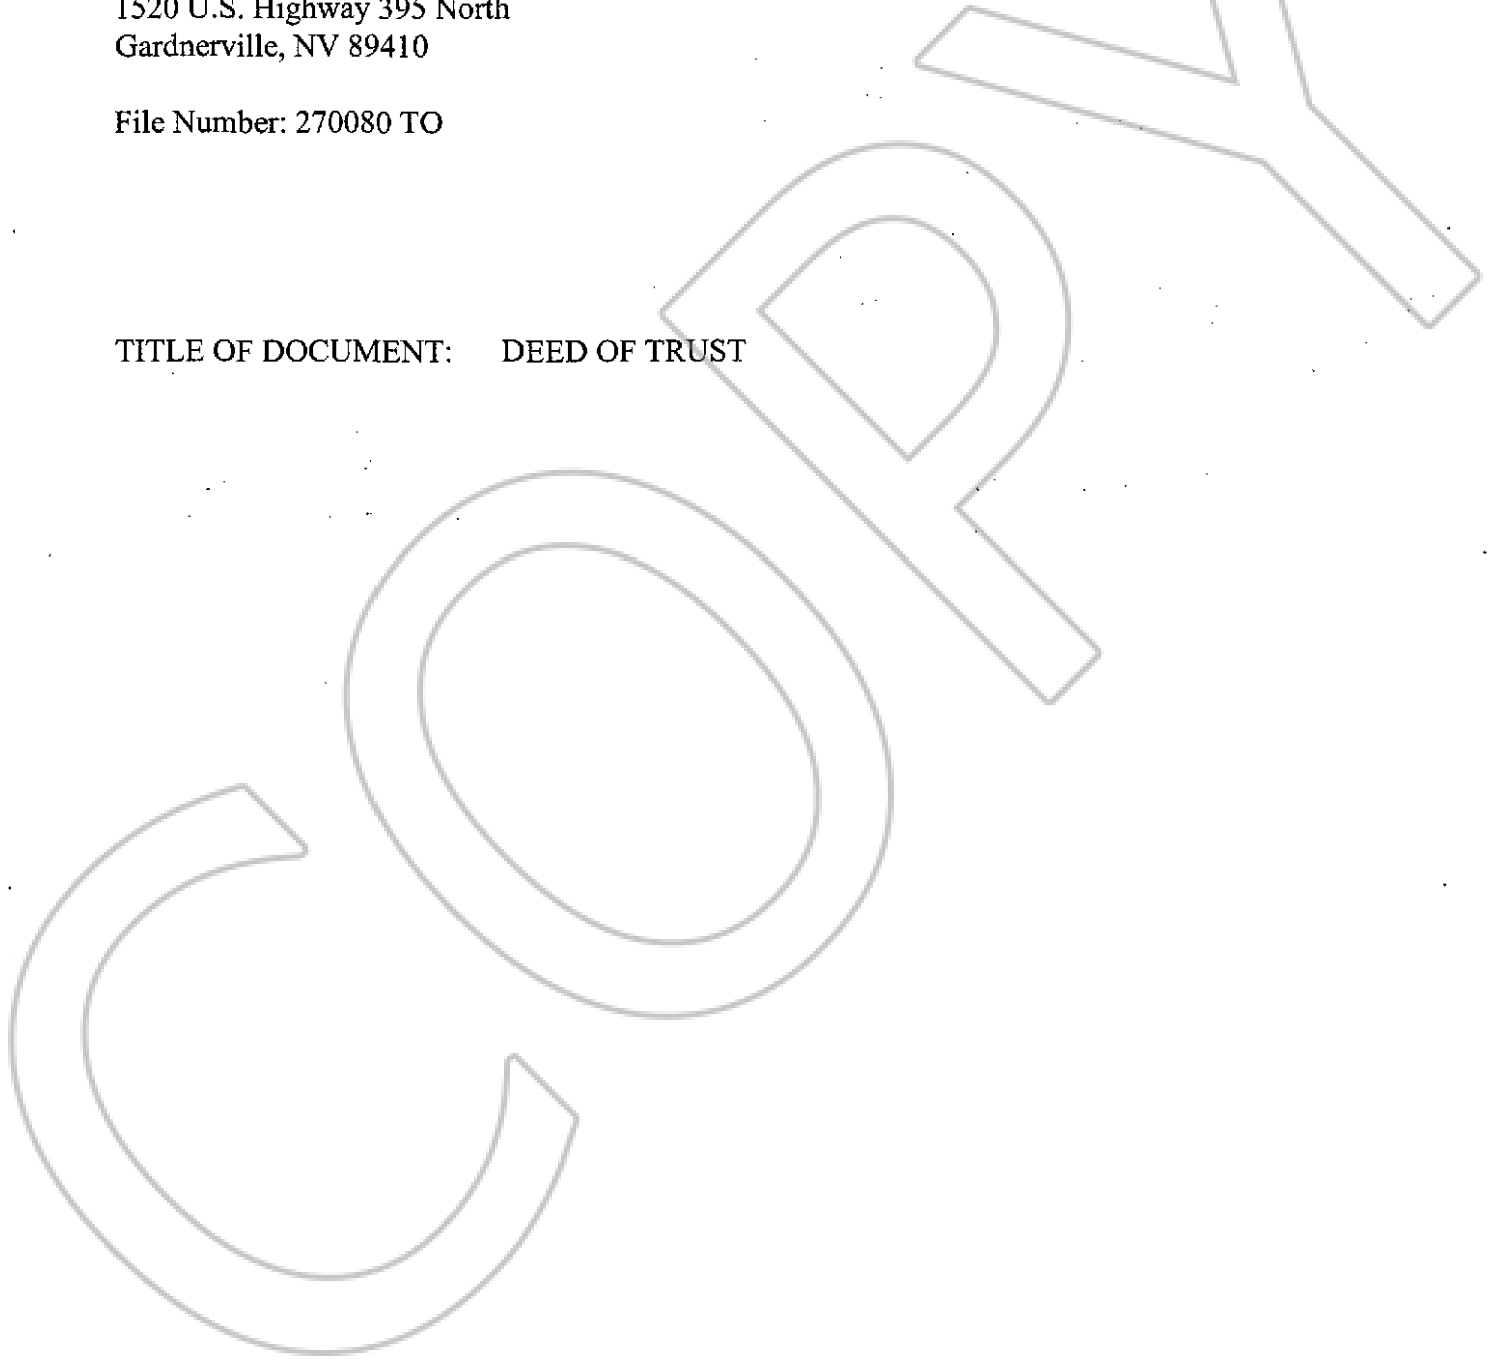 1520 U.S. Highway 395 North
Gardnerville, NV 89410
File Number: 270080 TO
TITLE OF DOCUMENT: DEED OF TRUST
COPY